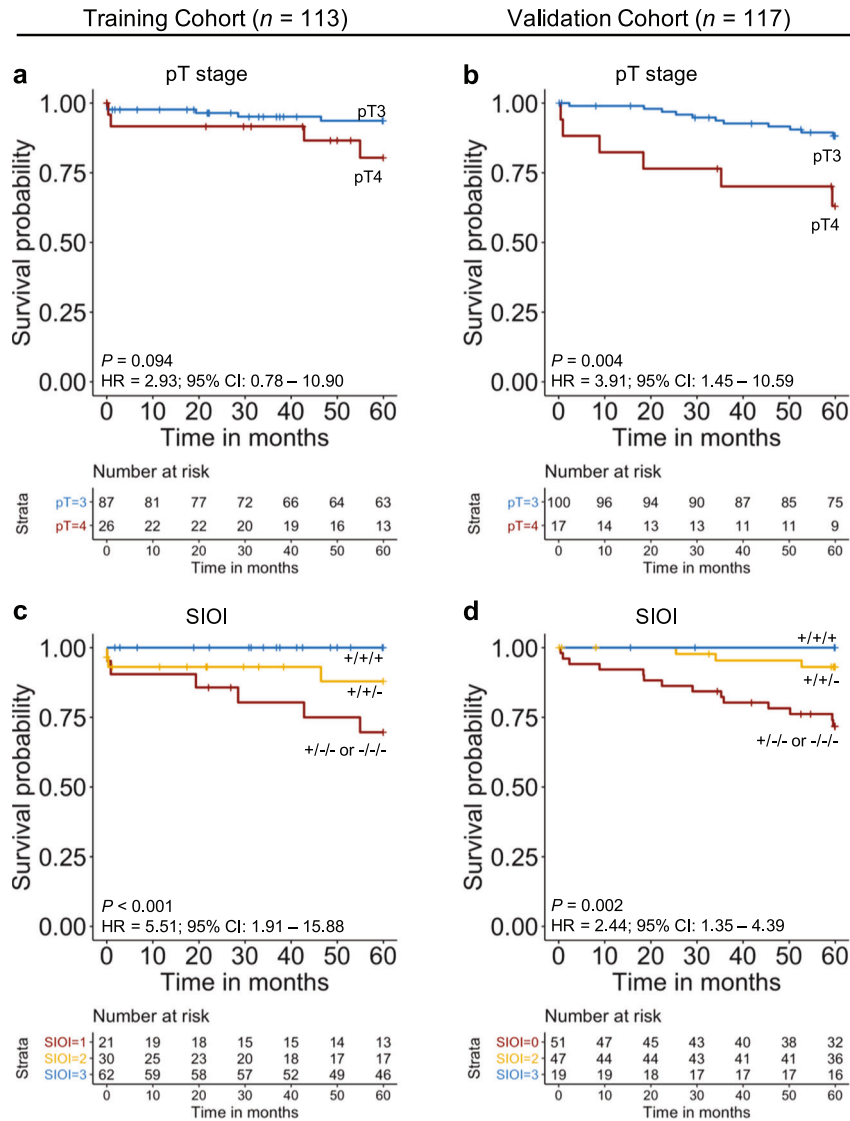 Training Cohort (n = 113)
Validation Cohort (n = 117)
a
pT stage
1.00
0.75
0.50
0.25
0.00
Survival probability
pT3
pT4
P = 0.094
HR = 2.93; 95% CI: 0.78 – 10.90
0 10 20 30 40 50 60
Time in months
Number at risk
Strata
pT=3 87 81 77 72 66 64 63
pT=4 26 22 22 20 19 16 13
0 10 20 30 40 50 60
Time in months
b
pT stage
1.00
0.75
0.50
0.25
0.00
Survival probability
pT3
pT4
P = 0.004
HR = 3.91; 95% CI: 1.45 – 10.59
0 10 20 30 40 50 60
Time in months
Number at risk
Strata
pT=3 100 96 94 90 87 85 75
pT=4 17 14 13 13 11 11 9
0 10 20 30 40 50 60
Time in months
c
SIOI
1.00
0.75
0.50
0.25
0.00
Survival probability
+/+/+
+/+/-
+/-/- or -/-/-
P < 0.001
HR = 5.51; 95% CI: 1.91 – 15.88
0 10 20 30 40 50 60
Time in months
Number at risk
Strata
SIOI=1 21 19 18 15 15 14 13
SIOI=2 30 25 23 20 18 17 17
SIOI=3 62 59 58 57 52 49 46
0 10 20 30 40 50 60
Time in months
d
SIOI
1.00
0.75
0.50
0.25
0.00
Survival probability
+/+/+
+/+/-
+/-/- or -/-/-
P = 0.002
HR = 2.44; 95% CI: 1.35 – 4.39
0 10 20 30 40 50 60
Time in months
Number at risk
Strata
SIOI=0 51 47 45 43 40 38 32
SIOI=2 47 44 44 43 41 41 36
SIOI=3 19 19 18 17 17 17 16
0 10 20 30 40 50 60
Time in months